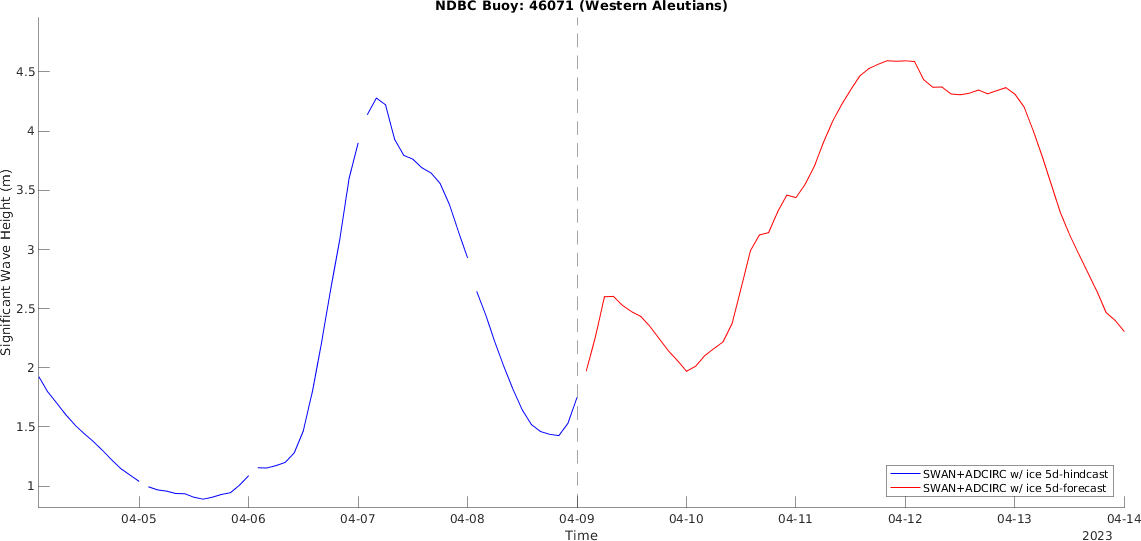 NDBC Buoy: 46071 (Western Aleutians)
4.5
4
3.5
3
2.5
2
1.5
1
Significant Wave Height (m)
SWAN+ADCIRC w/ ice 5d-hindcast
SWAN+ADCIRC w/ ice 5d-forecast
04-05 04-06 04-07 04-08 04-09 04-10 04-11 04-12 04-13 04-14
Time
2023